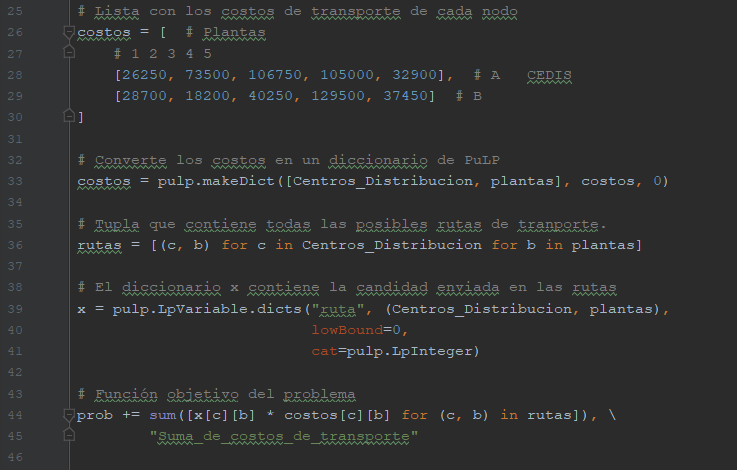 25 # Lista con los costos de transporte de cada nodo
26 costos = [  # Plantas
27     # 1 2 3 4 5
28     [26250, 73500, 106750, 105000, 32900],  # A   CEDIS
29     [28700, 18200, 40250, 129500, 37450]  # B
30 ]
31
32 # Converte los costos en un diccionario de PuLP
33 costos = pulp.makeDict([Centros_Distribucion, plantas], costos, 0)
34
35 # Tupla que contiene todas las posibles rutas de tranporte.
36 rutas = [(c, b) for c in Centros_Distribucion for b in plantas]
37
38 # El diccionario x contiene la candidad enviada en las rutas
39 x = pulp.LpVariable.dicts("ruta", (Centros_Distribucion, plantas),
40                           lowBound=0,
41                           cat=pulp.LpInteger)
42
43 # Función objetivo del problema
44 prob += sum([x[c][b] * costos[c][b] for (c, b) in rutas]), \
45         "Suma_de_costos_de_transporte"
46